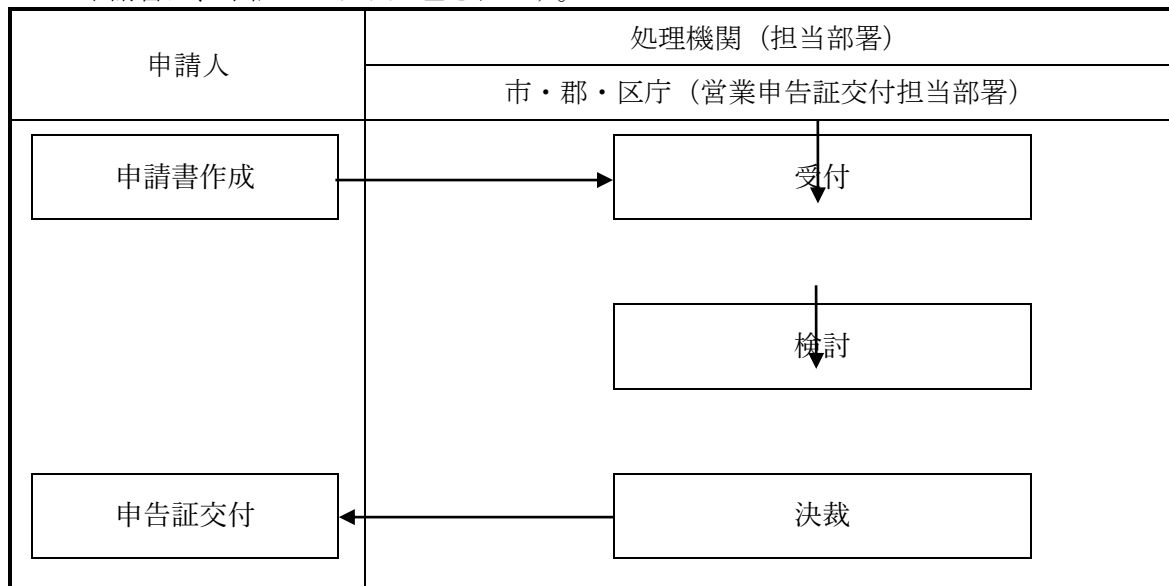 申請人
処理機関（担当部署）
市・郡・区庁（営業申告証交付担当部署）
申請書作成
受付
検討
申告証交付
決裁